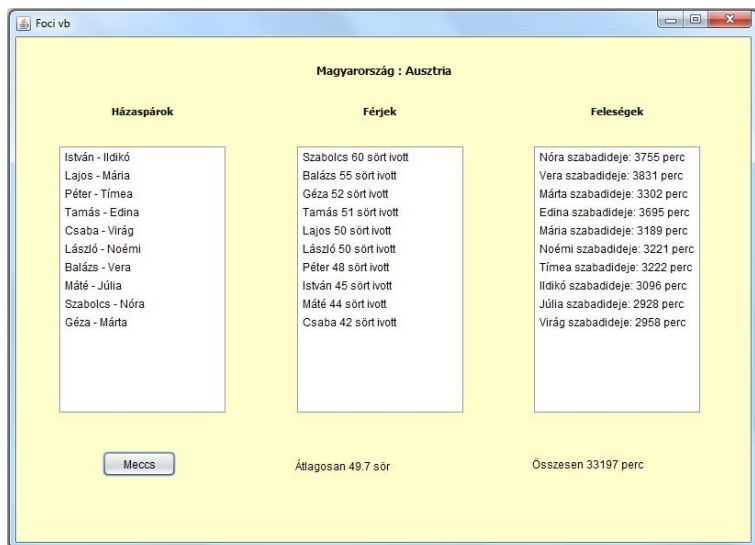 Foci vb
Magyarország : Ausztria
Házaspárok
István - Ildikó
Lajos - Mária
Péter - Tímea
Tamás - Edina
Csaba - Virág
László - Noémi
Balázs - Vera
Máté - Júlia
Szabolcs - Nóra
Géza - Márta
Férjek
Szabolcs 60 sört ivott
Balázs 55 sört ivott
Géza 52 sört ivott
Tamás 51 sört ivott
Lajos 50 sört ivott
László 50 sört ivott
Péter 48 sört ivott
István 45 sört ivott
Máté 44 sört ivott
Csaba 42 sört ivott
Feleségek
Nóra szabadideje: 3755 perc
Vera szabadideje: 3831 perc
Márta szabadideje: 3302 perc
Edina szabadideje: 3695 perc
Mária szabadideje: 3189 perc
Noémi szabadideje: 3221 perc
Tímea szabadideje: 3222 perc
Ildikó szabadideje: 3096 perc
Júlia szabadideje: 2928 perc
Virág szabadideje: 2958 perc
Meccs
Átlagosan 49.7 sör
Összesen 33197 perc